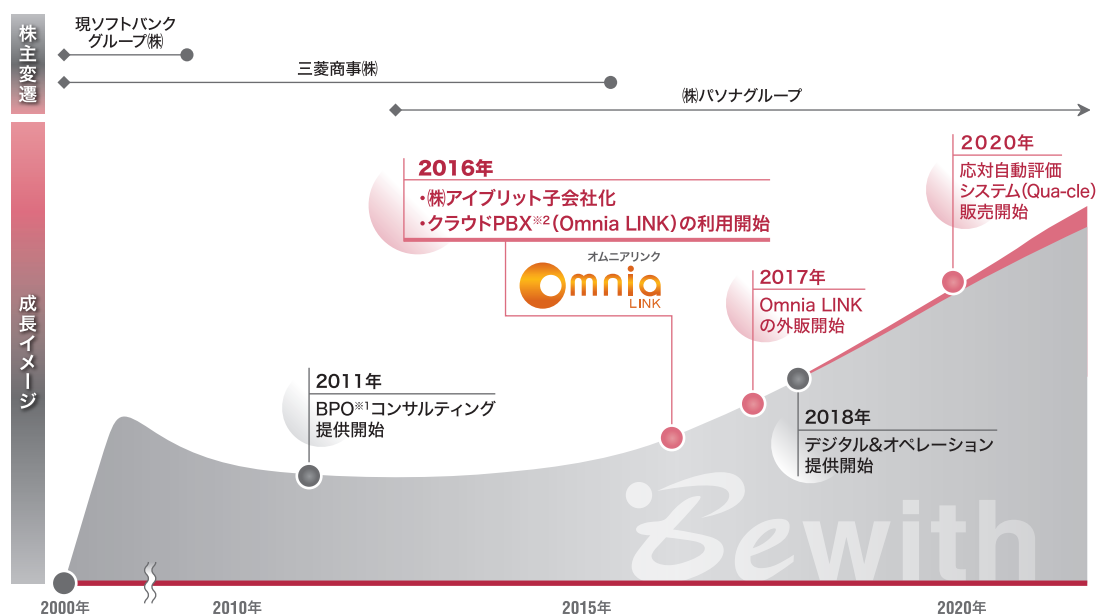 株主変遷
現ソフトバンク
グループ㈱
三菱商事㈱
㈱パソナグループ
成長イメージ
2016年
・㈱アイブリット子会社化
・クラウドPBX※2(Omnia LINK)の利用開始
オムニアリンク
Omnia
LINK
2020年
応対自動評価
システム(Qua-cle)
販売開始
2017年
Omnia LINK
の外販開始
2011年
BPO※1コンサルティング
提供開始
2018年
デジタル&オペレーション
提供開始
Bewith
2000年
2010年
2015年
2020年